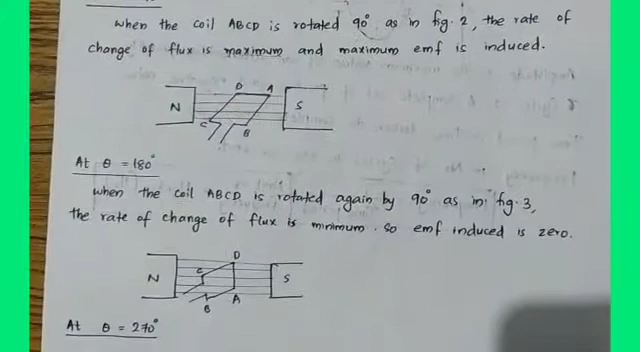 when the coil ABCD is rotated 90° as in fig. 2, the rate of
change of flux is maximum and maximum emf is induced.
D A
N S
C B
At θ = 180°
when the coil ABCD is rotated again by 90° as in fig. 3,
the rate of change of flux is minimum. so emf induced is zero.
D
C
N S
A
B
At θ = 270°